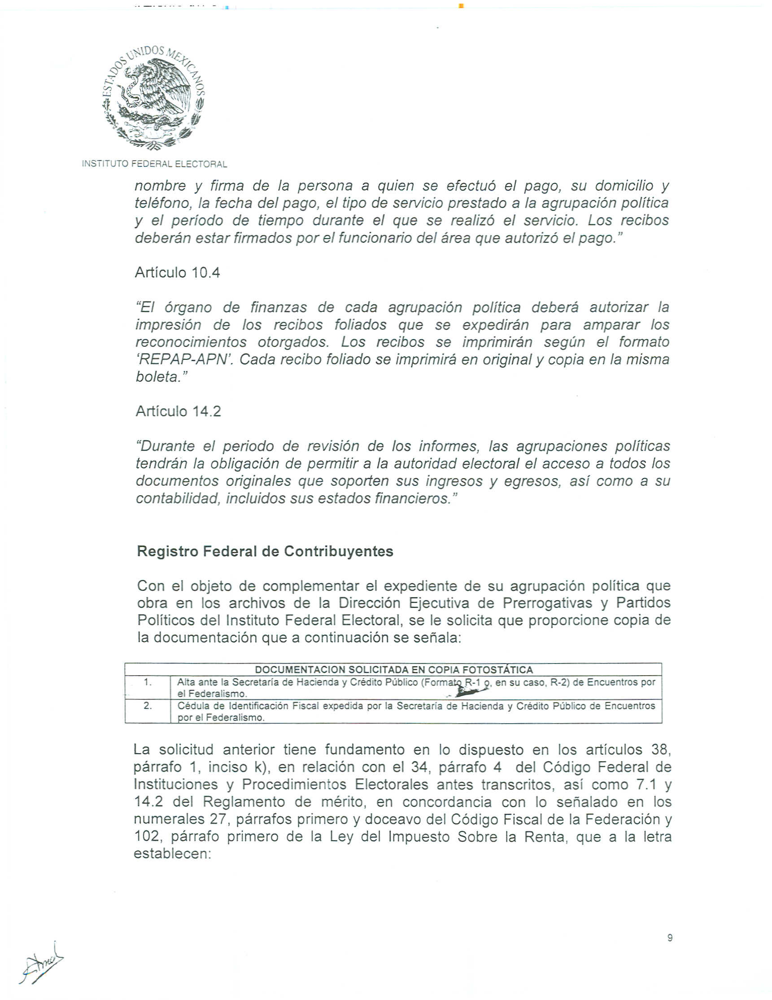 ESTADOS UNIDOS MEXICANOS
INSTITUTO FEDERAL ELECTORAL
nombre y firma de la persona a quien se efectuó el pago, su domicilio y
teléfono, la fecha del pago, el tipo de servicio prestado a la agrupación política
y el período de tiempo durante el que se realizó el servicio. Los recibos
deberán estar firmados por el funcionario del área que autorizó el pago."
Artículo 10.4
"El órgano de finanzas de cada agrupación política deberá autorizar la
impresión de los recibos foliados que se expedirán para amparar los
reconocimientos otorgados. Los recibos se imprimirán según el formato
'REPAP-APN'. Cada recibo foliado se imprimirá en original y copia en la misma
boleta."
Artículo 14.2
"Durante el periodo de revisión de los informes, las agrupaciones políticas
tendrán la obligación de permitir a la autoridad electoral el acceso a todos los
documentos originales que soporten sus ingresos y egresos, así como a su
contabilidad, incluidos sus estados financieros."
Registro Federal de Contribuyentes
Con el objeto de complementar el expediente de su agrupación política que
obra en los archivos de la Dirección Ejecutiva de Prerrogativas y Partidos
Políticos del Instituto Federal Electoral, se le solicita que proporcione copia de
la documentación que a continuación se señala:
DOCUMENTACION SOLICITADA EN COPIA FOTOSTÁTICA
1. Alta ante la Secretaría de Hacienda y Crédito Público (Formato R-1 o, en su caso, R-2) de Encuentros por
el Federalismo.
2. Cédula de Identificación Fiscal expedida por la Secretaría de Hacienda y Crédito Público de Encuentros
por el Federalismo.
La solicitud anterior tiene fundamento en lo dispuesto en los artículos 38,
párrafo 1, inciso k), en relación con el 34, párrafo 4 del Código Federal de
Instituciones y Procedimientos Electorales antes transcritos, así como 7.1 y
14.2 del Reglamento de mérito, en concordancia con lo señalado en los
numerales 27, párrafos primero y doceavo del Código Fiscal de la Federación y
102, párrafo primero de la Ley del Impuesto Sobre la Renta, que a la letra
establecen:
9